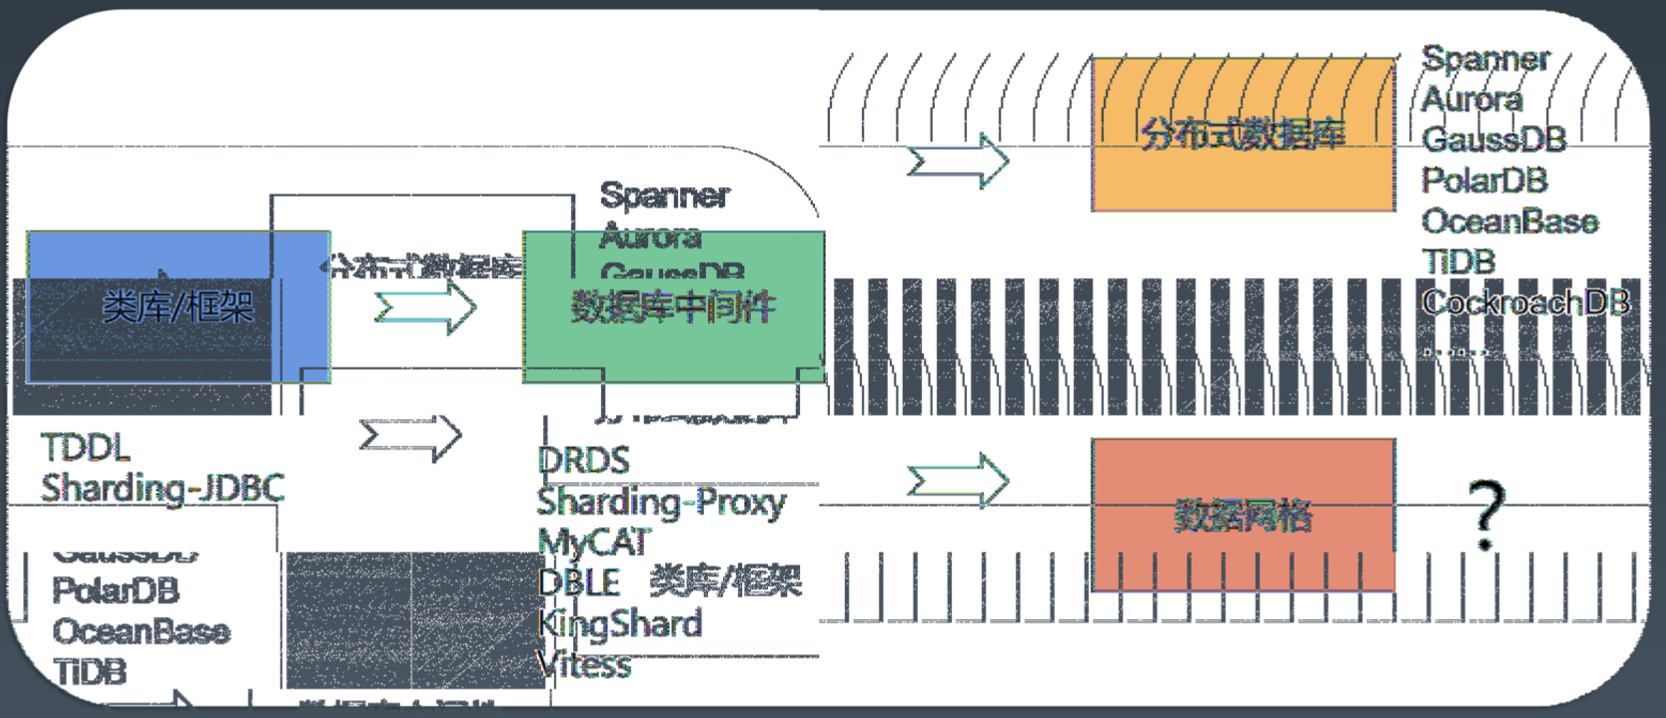 类库/框架
TDDL
Sharding-JDBC
分布式数据库
Spanner
Aurora
GaussDB
数据库中间件
DRDS
Sharding-Proxy
MyCAT
DBLE
类库/框架
KingShard
Vitess
GaussDB
PolarDB
OceanBase
TiDB
分布式数据库
Spanner
Aurora
GaussDB
PolarDB
OceanBase
TiDB
CockroachDB
......
数据网格
?